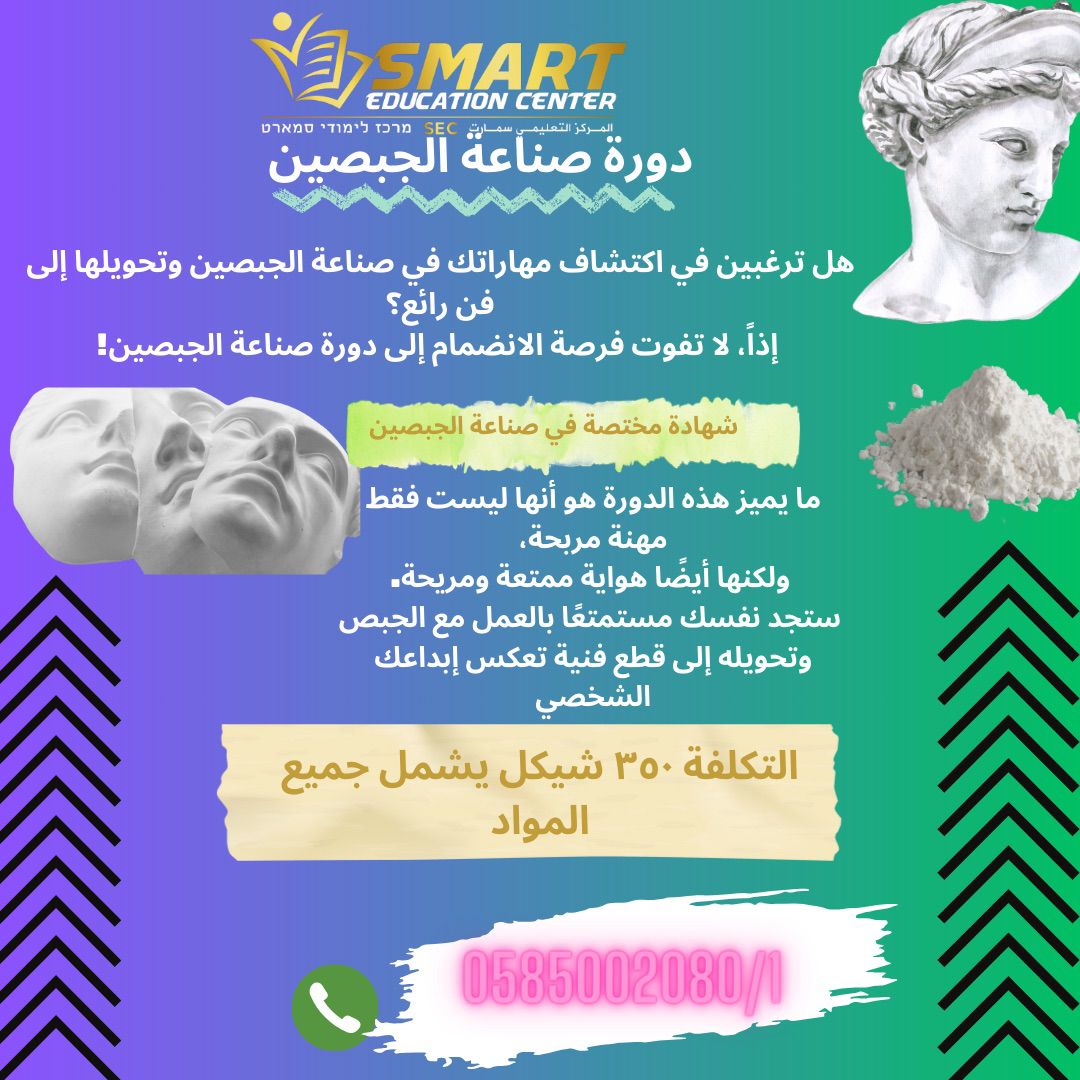 SMART
EDUCATION CENTER
המرכز التعليمي سمارت SEC מרכז לימודי סמארט
دورة صناعة الجبصين
هل ترغبين في اكتشاف مهاراتك في صناعة الجبصين وتحويلها إلى
فن رائع؟
إذاً، لا تفوت فرصة الانضمام إلى دورة صناعة الجبصين!
شهادة مختصة في صناعة الجبصين
ما يميز هذه الدورة هو أنها ليست فقط
مهنة مربحة،
ولكنها أيضًا هواية ممتعة ومريحة.
ستجد نفسك مستمتعًا بالعمل مع الجبص
وتحويله إلى قطع فنية تعكس إبداعك
الشخصي
التكلفة ٣٥٠ شيكل يشمل جميع
المواد
0585002080/1